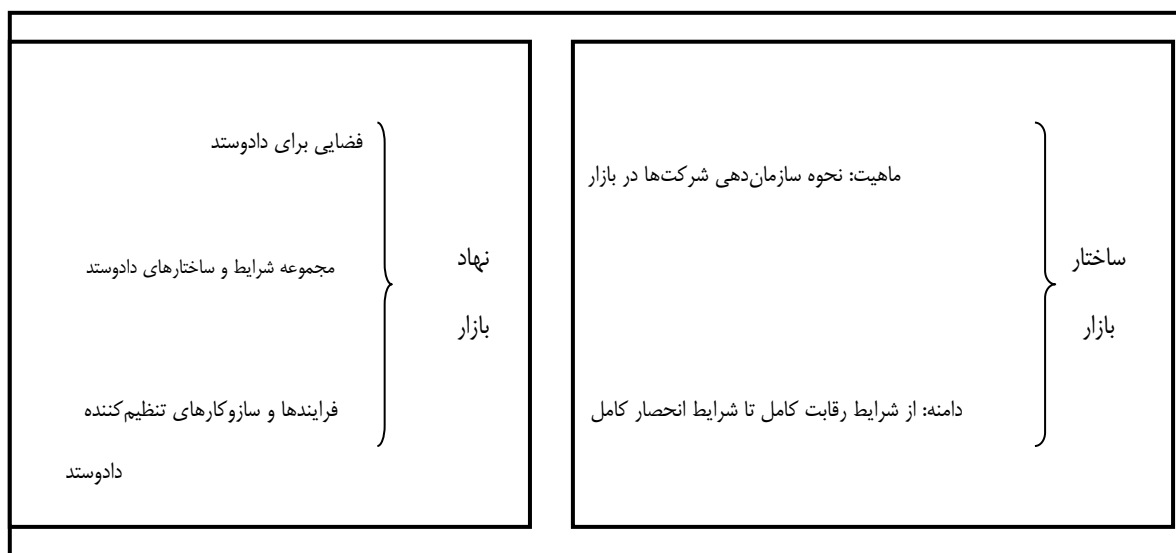 ساختار
بازار
ماهیت: نحوه سازمان‌دهی شرکت‌ها در بازار
دامنه: از شرایط رقابت کامل تا شرایط انحصار کامل
نهاد
بازار
فضایی برای دادوستد
مجموعه شرایط و ساختارهای دادوستد
فرایندها و سازوکارهای تنظیم‌کننده
دادوستد